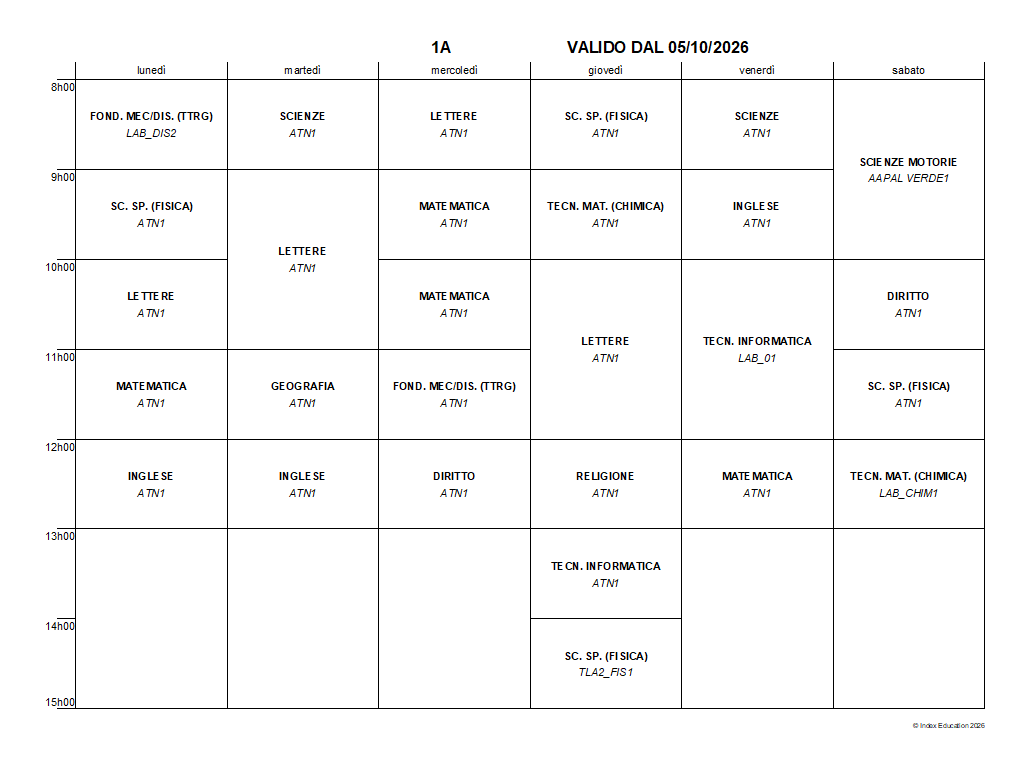 1A VALIDO DAL 05/10/2026
lunedì martedì mercoledì giovedì venerdì sabato
8h00
FOND. MEC/DIS. (TTRG) SCIENZE LETTERE SC. SP. (FISICA) SCIENZE
LAB_DIS2 ATN1 ATN1 ATN1 ATN1
SCIENZE MOTORIE
AAPAL VERDE1
9h00
SC. SP. (FISICA) MATEMATICA TECN. MAT. (CHIMICA) INGLESE
ATN1 ATN1 ATN1 ATN1
LETTERE
ATN1
10h00
LETTERE MATEMATICA DIRITTO
ATN1 ATN1 ATN1
LETTERE TECN. INFORMATICA
ATN1 LAB_01
11h00
MATEMATICA GEOGRAFIA FOND. MEC/DIS. (TTRG) SC. SP. (FISICA)
ATN1 ATN1 ATN1 ATN1
12h00
INGLESE INGLESE DIRITTO RELIGIONE MATEMATICA TECN. MAT. (CHIMICA)
ATN1 ATN1 ATN1 ATN1 ATN1 LAB_CHIM1
13h00
TECN. INFORMATICA
ATN1
14h00
SC. SP. (FISICA)
TLA2_FIS1
15h00
© Index Education 2026